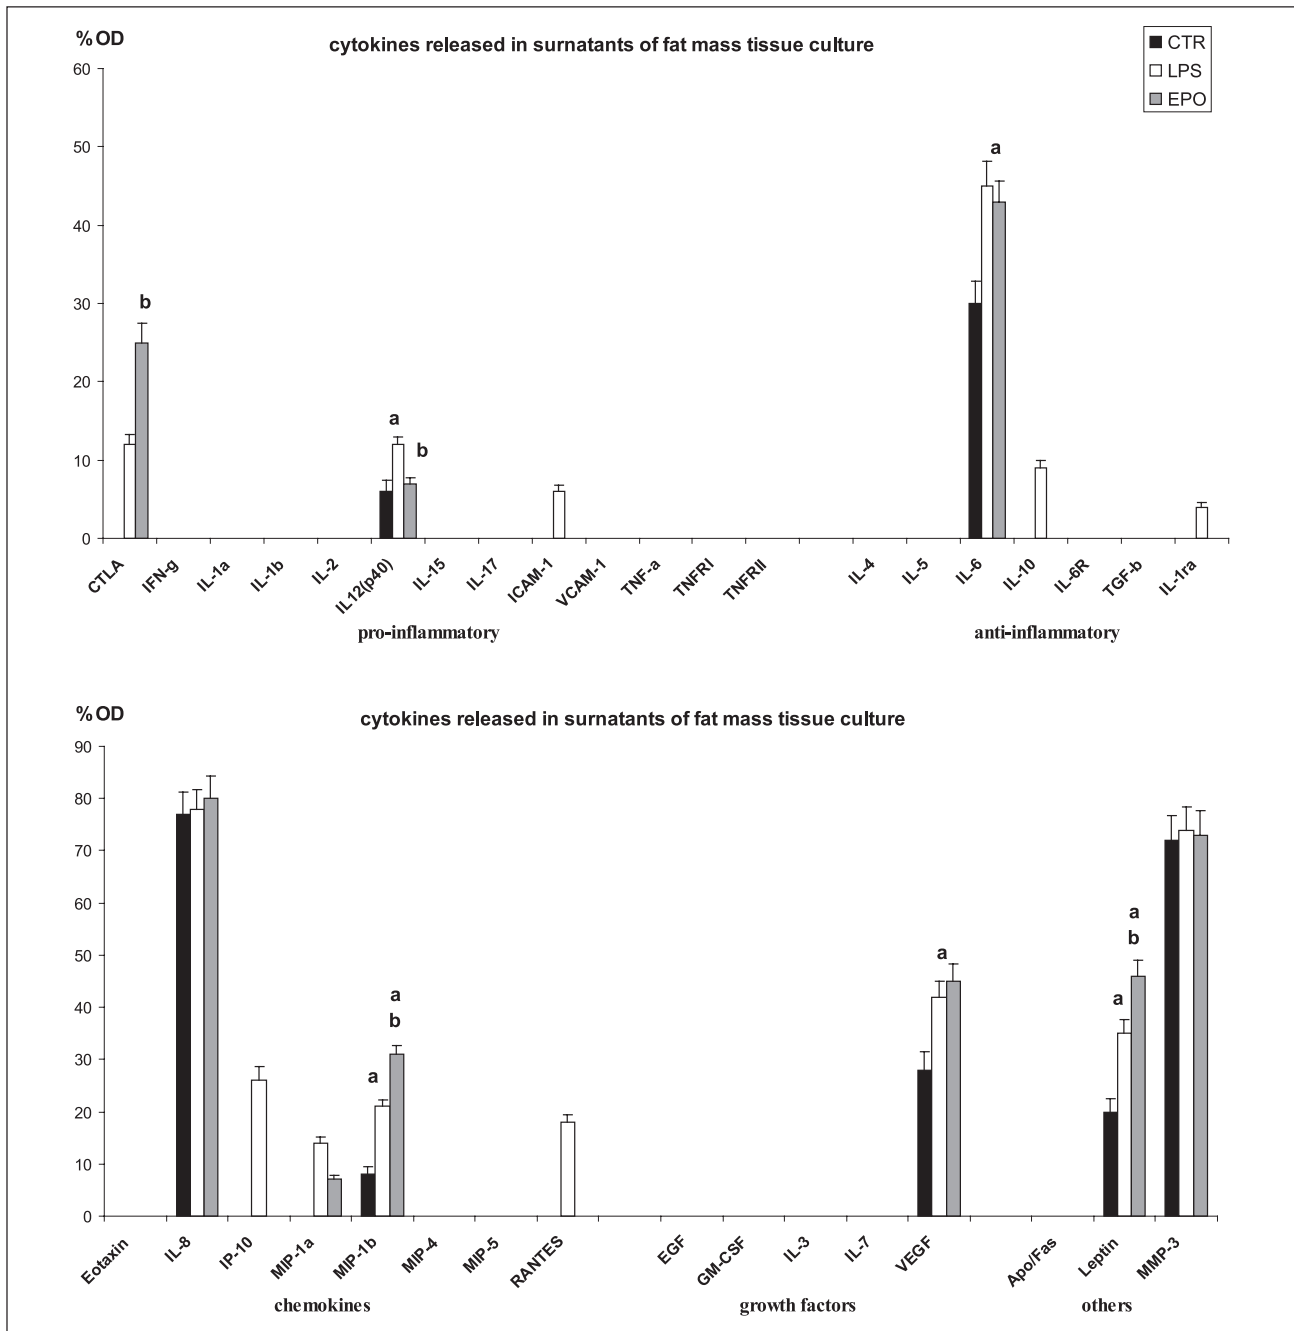 %OD
cytokines released in surnatants of fat mass tissue culture
CTR
LPS
EPO
60
50
40
30
20
10
0
b
a
b
a
CTLA
IFN-g
IL-1a
IL-1b
IL-2
IL12(p40)
IL-15
IL-17
ICAM-1
VCAM-1
TNF-a
TNFRI
TNFRII
IL-4
IL-5
IL-6
IL-10
IL-6R
TGF-b
IL-1ra
pro-inflammatory
anti-inflammatory
%OD
cytokines released in surnatants of fat mass tissue culture
90
80
70
60
50
40
30
20
10
0
a
a
b
a
a
a
b
Eotaxin
IL-8
IP-10
MIP-1a
MIP-1b
MIP-4
MIP-5
RANTES
EGF
GM-CSF
IL-3
IL-7
VEGF
Apo/Fas
Leptin
MMP-3
chemokines
growth factors
others